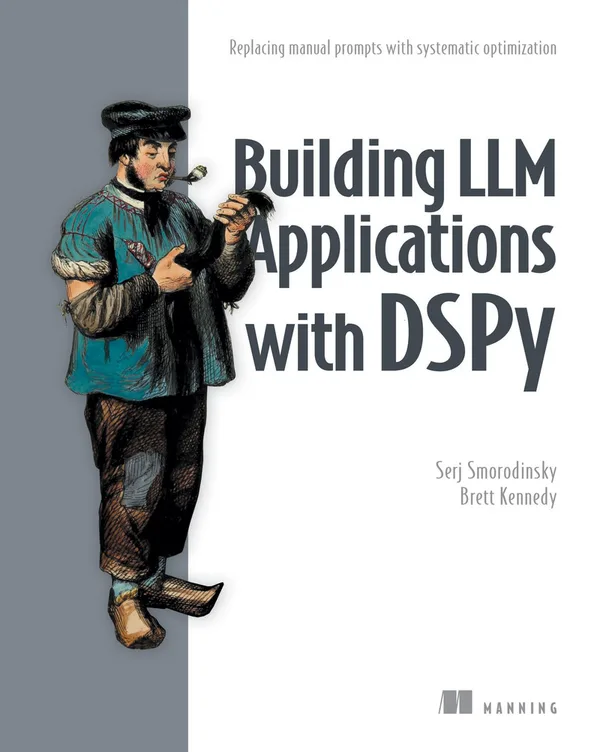 Replacing manual prompts with systematic optimization
Building LLM
Applications
with DSPy
Serj Smorodinsky
Brett Kennedy
MANNING